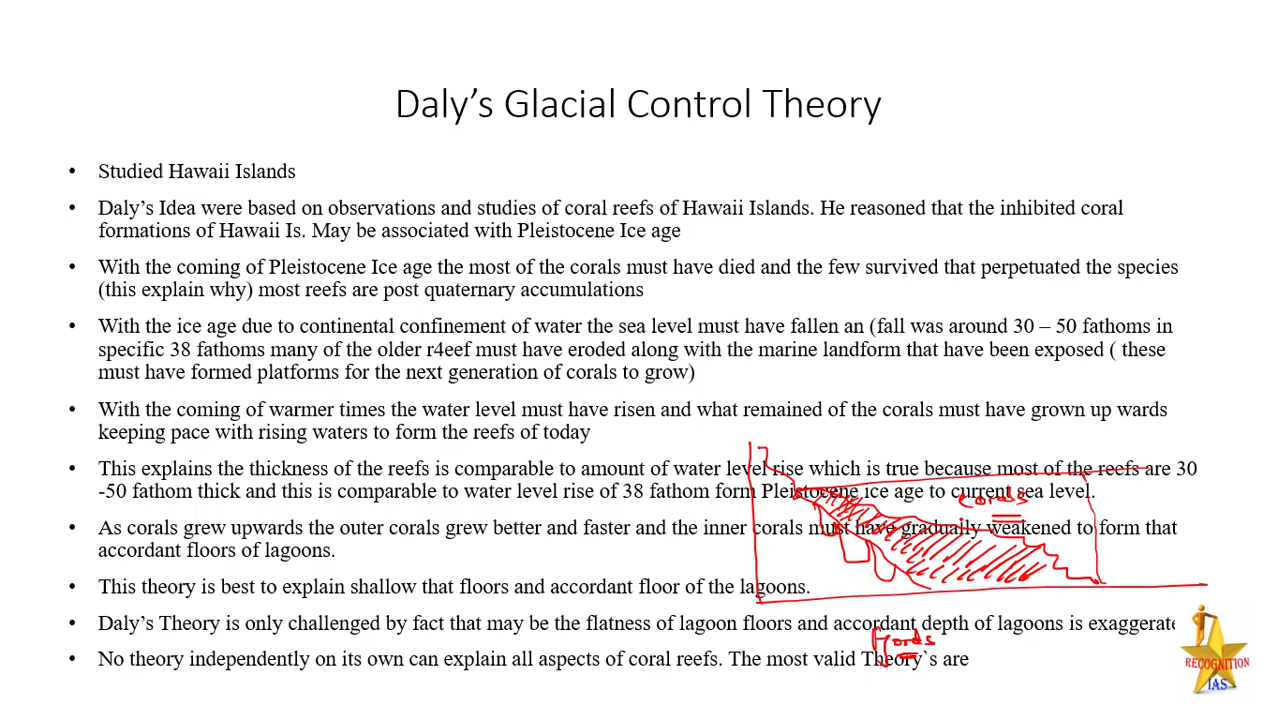 Daly's Glacial Control Theory
• Studied Hawaii Islands
• Daly's Idea were based on observations and studies of coral reefs of Hawaii Islands. He reasoned that the inhibited coral
formations of Hawaii Is. May be associated with Pleistocene Ice age
• With the coming of Pleistocene Ice age the most of the corals must have died and the few survived that perpetuated the species
(this explain why) most reefs are post quaternary accumulations
• With the ice age due to continental confinement of water the sea level must have fallen an (fall was around 30 – 50 fathoms in
specific 38 fathoms many of the older r4eef must have eroded along with the marine landform that have been exposed ( these
must have formed platforms for the next generation of corals to grow)
• With the coming of warmer times the water level must have risen and what remained of the corals must have grown up wards
keeping pace with rising waters to form the reefs of today
• This explains the thickness of the reefs is comparable to amount of water level rise which is true because most of the reefs are 30
-50 fathom thick and this is comparable to water level rise of 38 fathom form Pleistocene ice age to current sea level.
corals
• As corals grew upwards the outer corals grew better and faster and the inner corals must have gradually weakened to form that
accordant floors of lagoons.
• This theory is best to explain shallow that floors and accordant floor of the lagoons.
• Daly's Theory is only challenged by fact that may be the flatness of lagoon floors and accordant depth of lagoons is exaggerate
• No theory independently on its own can explain all aspects of coral reefs. The most valid Theory`s are
RECOGNITION
IAS